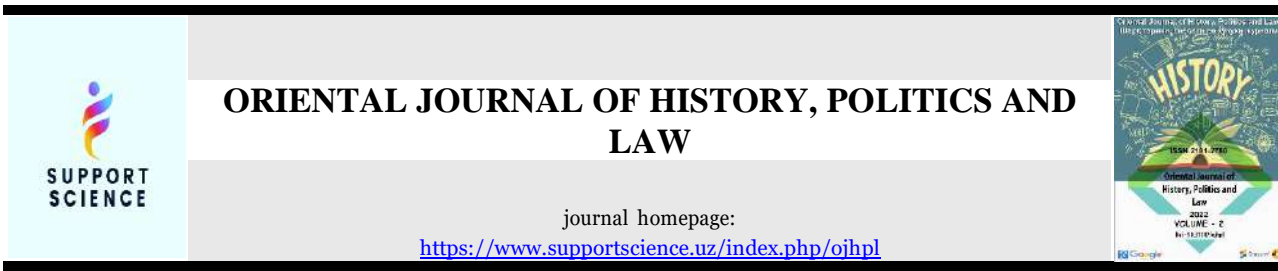 SUPPORT
SCIENCE
ORIENTAL JOURNAL OF HISTORY, POLITICS AND
LAW
journal homepage:
https://www.supportscience.uz/index.php/ojhpl
HISTORY
Oriental Journal of
History, Politics and
Law
2022
VOLUME - 2